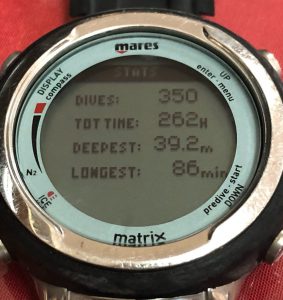 mares
DISPLAY
compass
UP
enter - menu
STATS
DIVES: 350
TOT TIME: 262H
DEEPEST: 39.2m
LONGEST: 86min
N₂
predive - start
DOWN
matrix